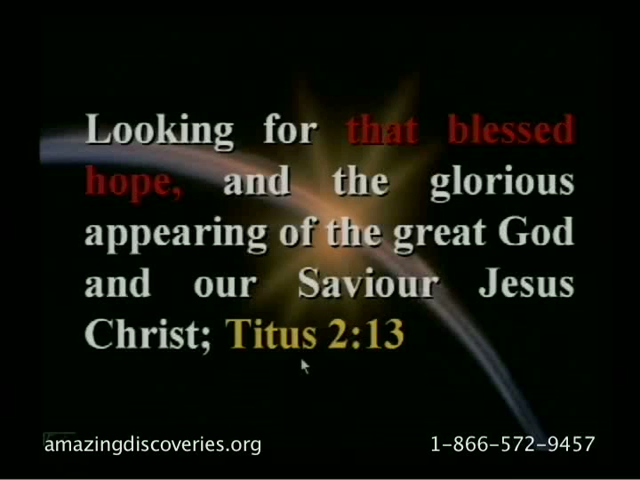 Looking for that blessed
hope, and the glorious
appearing of the great God
and our Saviour Jesus
Christ; Titus 2:13
amazingdiscoveries.org 1-866-572-9457